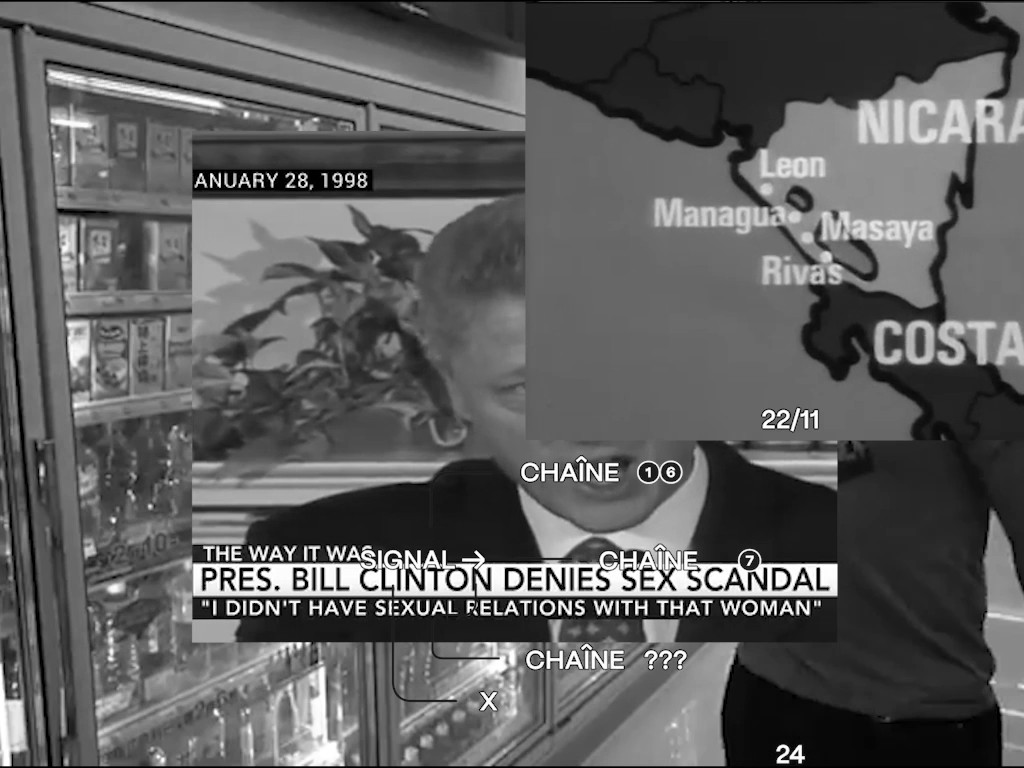 NICARA
Leon
ANUARY 28, 1998
Managua
Masaya
Rivas
COSTA
22/11
CHAÎNE 16
THE WAY IT WAS
SIGNAL → CHAÎNE 7
PRES. BILL CLINTON DENIES SEX SCANDAL
"I DIDN'T HAVE SEXUAL RELATIONS WITH THAT WOMAN"
CHAÎNE ???
X
24